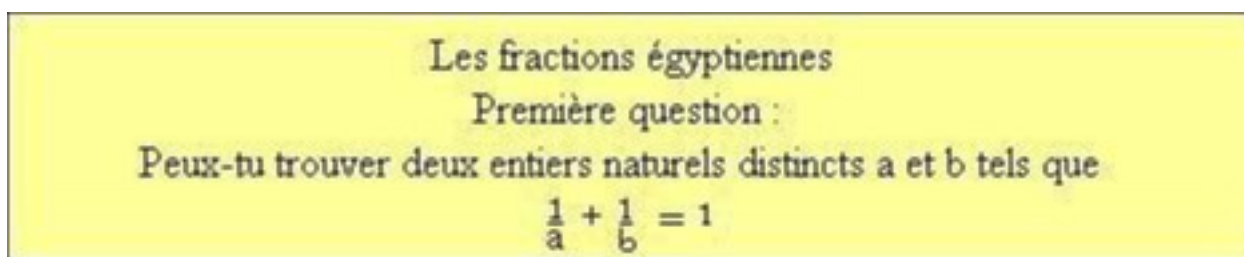 Les fractions égyptiennes
Première question :
Peux-tu trouver deux entiers naturels distincts a et b tels que
1/a + 1/b = 1